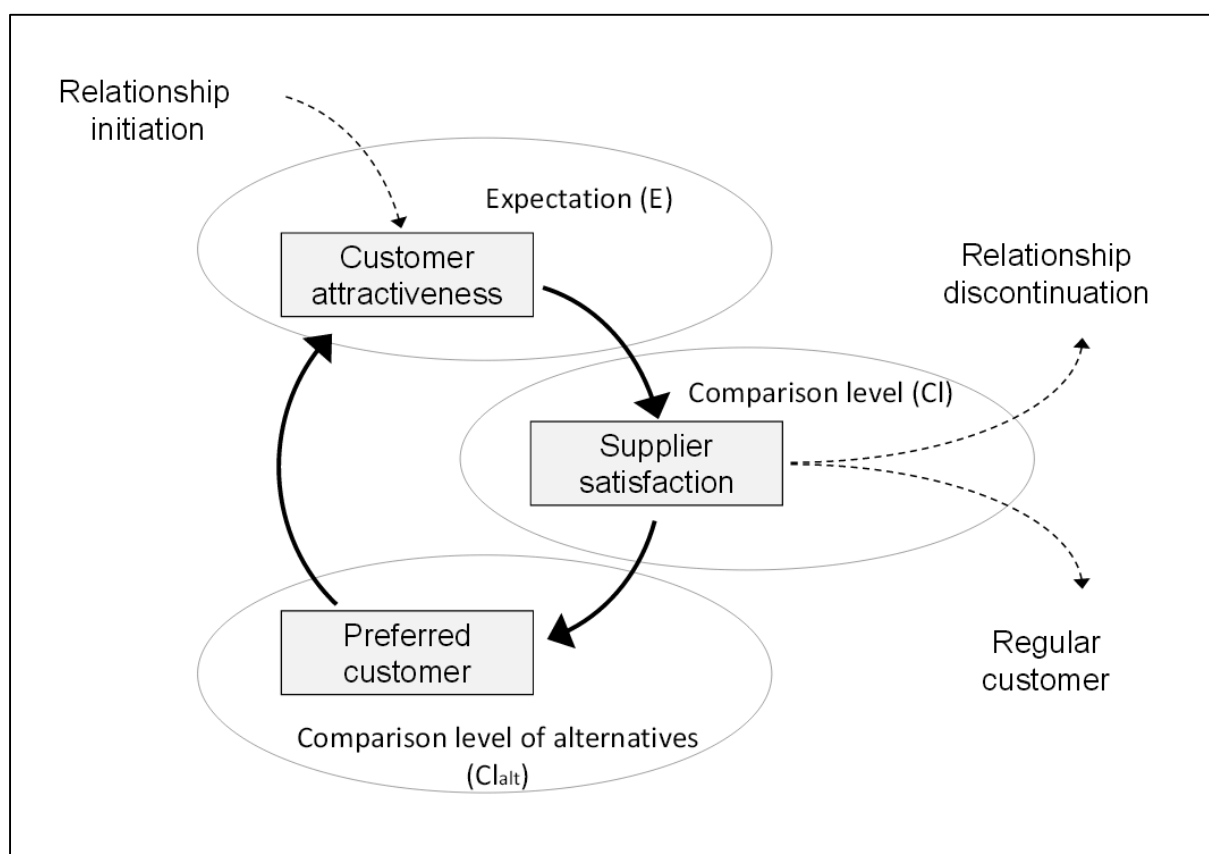 Relationship
initiation
Expectation (E)
Customer
attractiveness
Relationship
discontinuation
Comparison level (Cl)
Supplier
satisfaction
Preferred
customer
Regular
customer
Comparison level of alternatives
(Clalt)